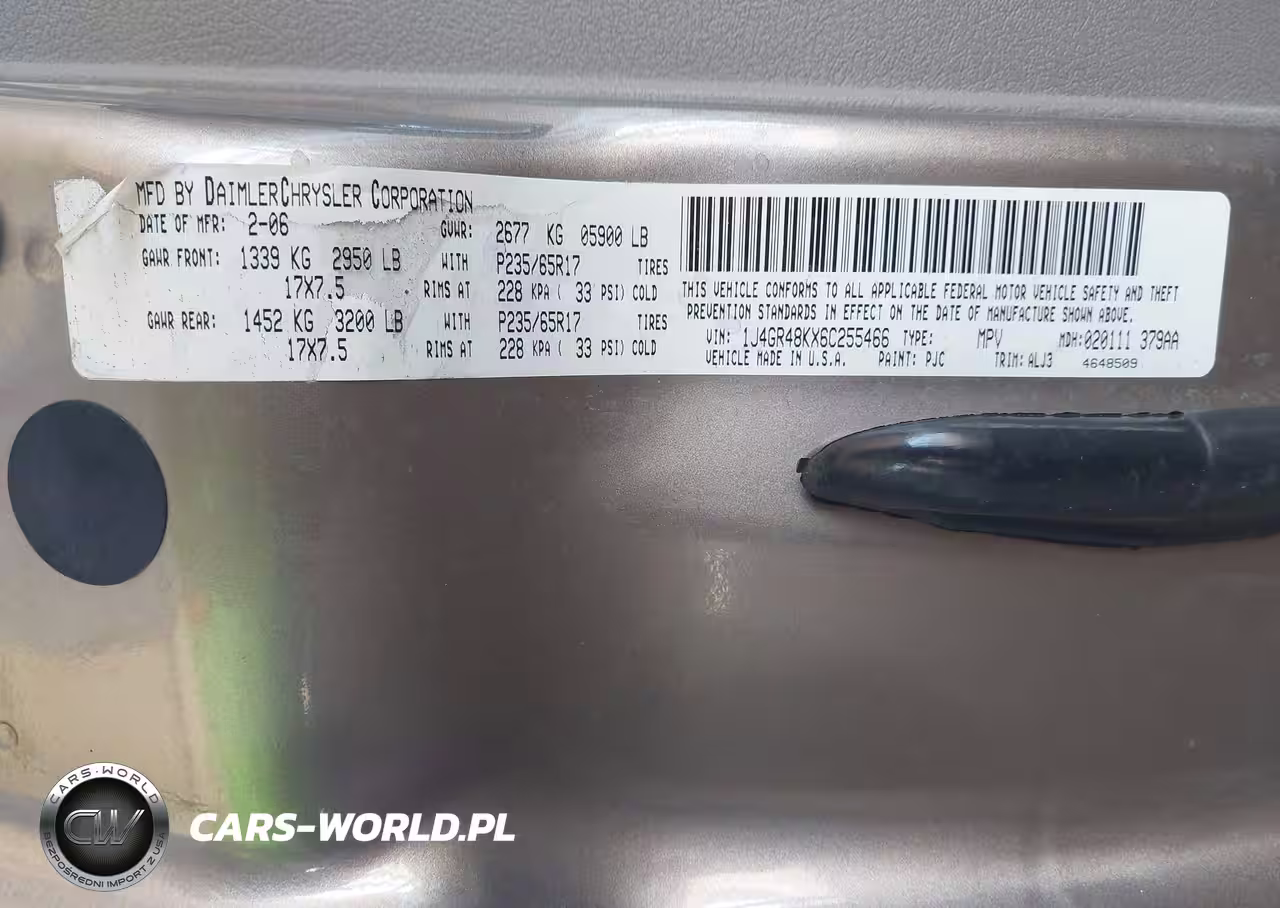 MFD BY DAIMLERCHRYSLER CORPORATION
DATE OF MFR: 2-06 GVWR: 2677 KG 05900 LB
GAWR FRONT: 1339 KG 2950 LB WITH P235/65R17 TIRES
17X7.5 RIMS AT 228 KPA ( 33 PSI) COLD
GAWR REAR: 1452 KG 3200 LB WITH P235/65R17 TIRES
17X7.5 RIMS AT 228 KPA ( 33 PSI) COLD
THIS VEHICLE CONFORMS TO ALL APPLICABLE FEDERAL MOTOR VEHICLE SAFETY AND THEFT
PREVENTION STANDARDS IN EFFECT ON THE DATE OF MANUFACTURE SHOWN ABOVE.
VIN: 1J4GR48KX6C255466 TYPE: MPV MDH:020111 379AA
VEHICLE MADE IN U.S.A. PAINT: PJC TRIM: ALJ3 4648509
CARS-WORLD
CW
BEZPOŚREDNI IMPORT Z USA
CARS-WORLD.PL